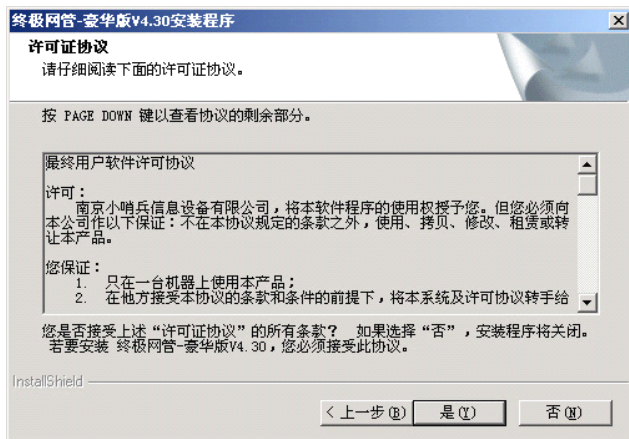 终极网管-豪华版V4.30安装程序
许可证协议
请仔细阅读下面的许可证协议。
按 PAGE DOWN 键以查看协议的剩余部分。
最终用户软件许可协议
许可：
南京小哨兵信息设备有限公司，将本软件程序的使用权授予您。但您必须向
本公司作以下保证：不在本协议规定的条款之外，使用、拷贝、修改、租赁或转
让本产品。
您保证：
1. 只在一台机器上使用本产品；
2. 在他方接受本协议的条款和条件的前提下，将本系统及许可协议转手给
您是否接受上述“许可证协议”的所有条款？ 如果选择“否”，安装程序将关闭。
若要安装 终极网管-豪华版V4.30，您必须接受此协议。
InstallShield
< 上一步(B) 是(Y) 否(N)